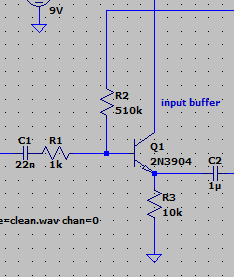 9V
R2
510k
input buffer
Q1
2N3904
C1
R1
22n
1k
C2
1µ
R3
10k
e=clean.wav chan=0